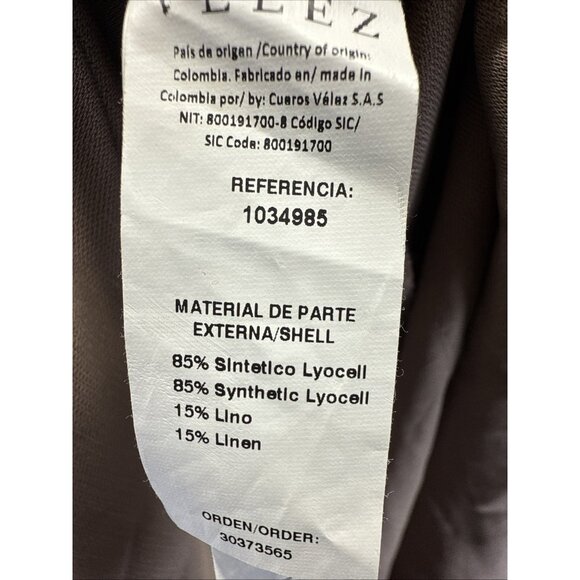 VELEZ
País de origen /Country of origin:
Colombia. Fabricado en/ made in
Colombia por/ by: Cueros Vélez S.A.S
NIT: 800191700-8 Código SIC/
SIC Code: 800191700
REFERENCIA:
1034985
MATERIAL DE PARTE
EXTERNA/SHELL
85% Sintetico Lyocell
85% Synthetic Lyocell
15% Lino
15% Linen
ORDEN/ORDER:
30373565